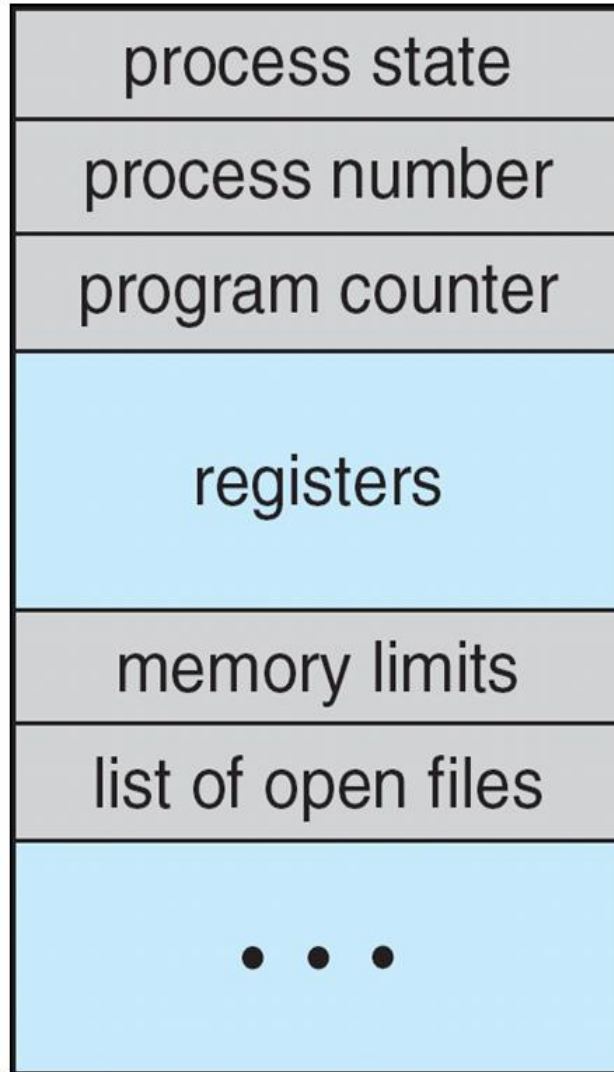 process state
process number
program counter
registers
memory limits
list of open files
• • •